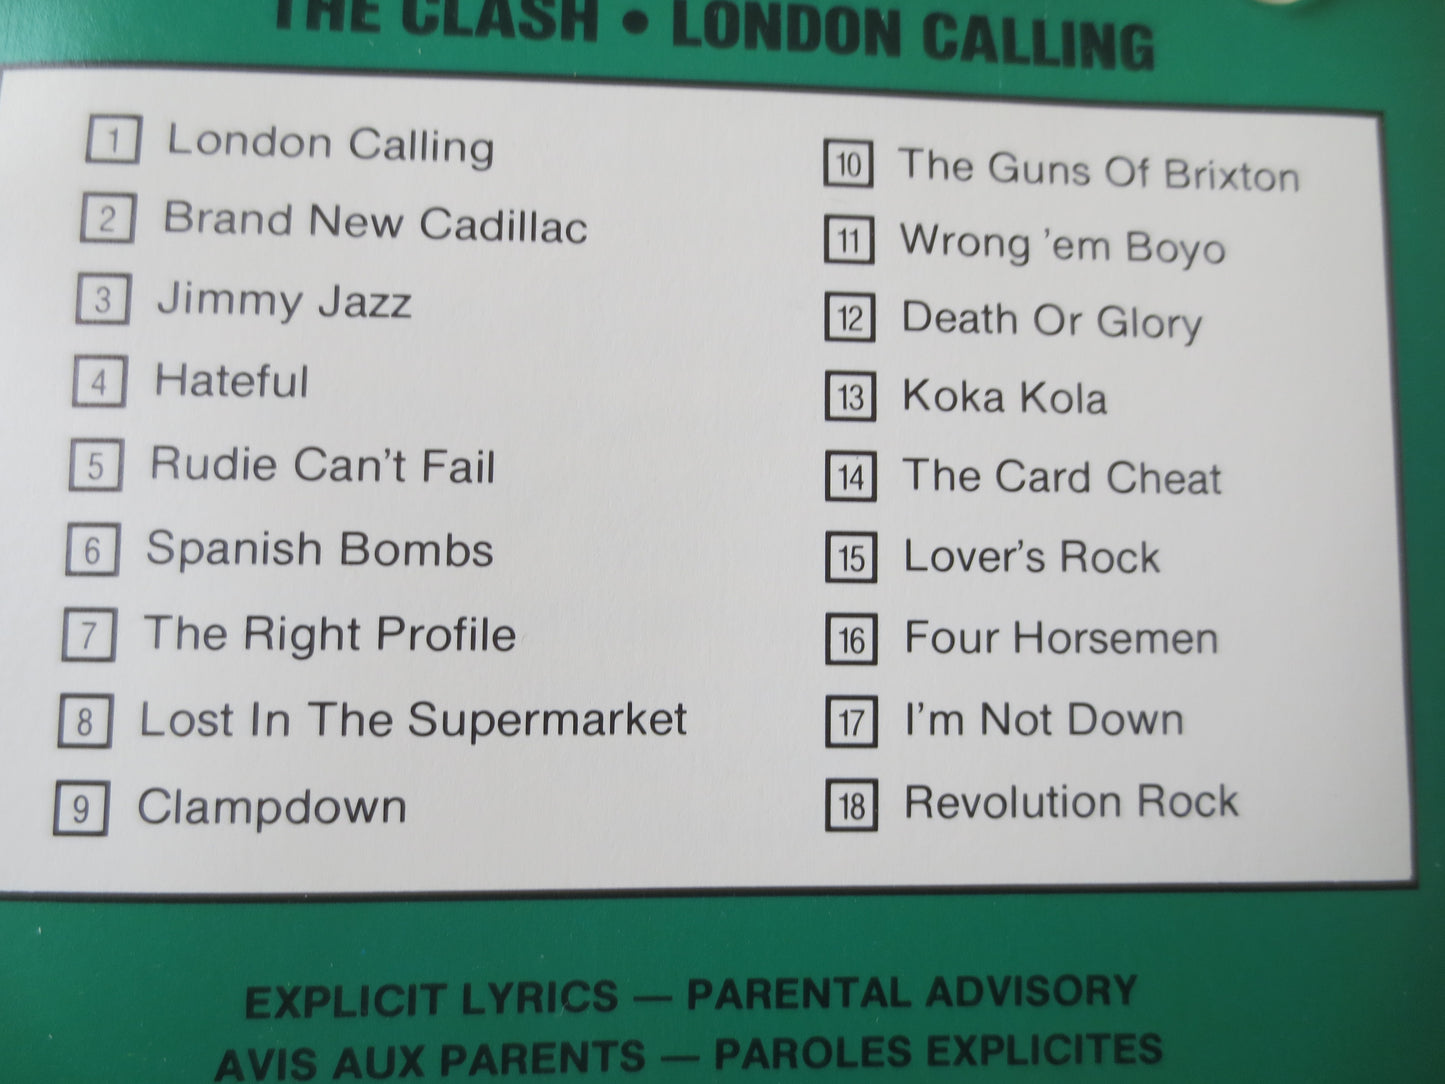 THE CLASH • LONDON CALLING
1 London Calling
2 Brand New Cadillac
3 Jimmy Jazz
4 Hateful
5 Rudie Can't Fail
6 Spanish Bombs
7 The Right Profile
8 Lost In The Supermarket
9 Clampdown
10 The Guns Of Brixton
11 Wrong 'em Boyo
12 Death Or Glory
13 Koka Kola
14 The Card Cheat
15 Lover's Rock
16 Four Horsemen
17 I'm Not Down
18 Revolution Rock
EXPLICIT LYRICS — PARENTAL ADVISORY
AVIS AUX PARENTS — PAROLES EXPLICITES